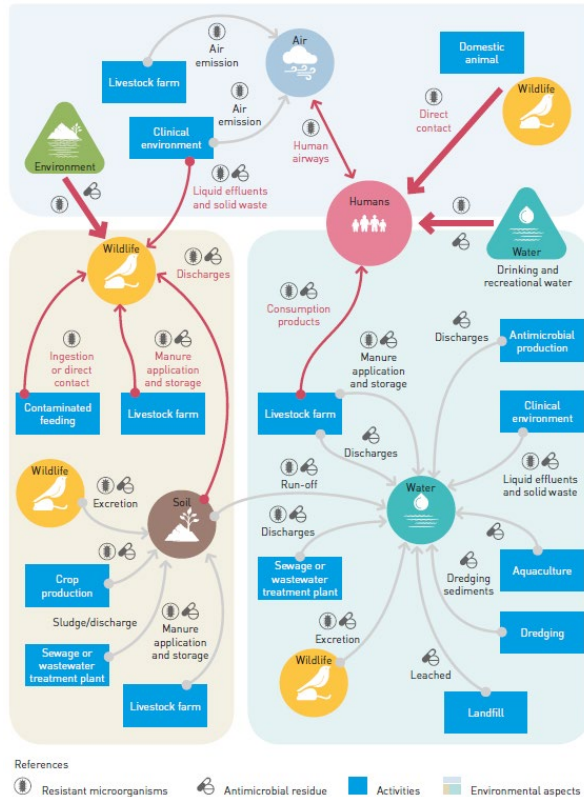 Air
emission
Livestock farm
Air
Air
emission
Clinical
environment
Human
airways
Domestic
animal
Wildlife
Direct
contact
Environment
Liquid effluents
and solid waste
Humans
Water
Drinking and
recreational water
Wildlife
Discharges
Ingestion
or direct
contact
Manure
application
and storage
Contaminated
feeding
Livestock farm
Wildlife
Excretion
Soil
Crop
production
Sludge/discharge
Sewage or
wastewater
treatment plant
Manure
application
and storage
Livestock farm
Consumption
products
Manure
application
and storage
Livestock farm
Discharges
Discharges
Antimicrobial
production
Clinical
environment
Liquid effluents
and solid waste
Run-off
Water
Discharges
Sewage or
wastewater
treatment plant
Dredging
sediments
Aquaculture
Dredging
Excretion
Wildlife
Leached
Landfill
References
Resistant microorganisms
Antimicrobial residue
Activities
Environmental aspects